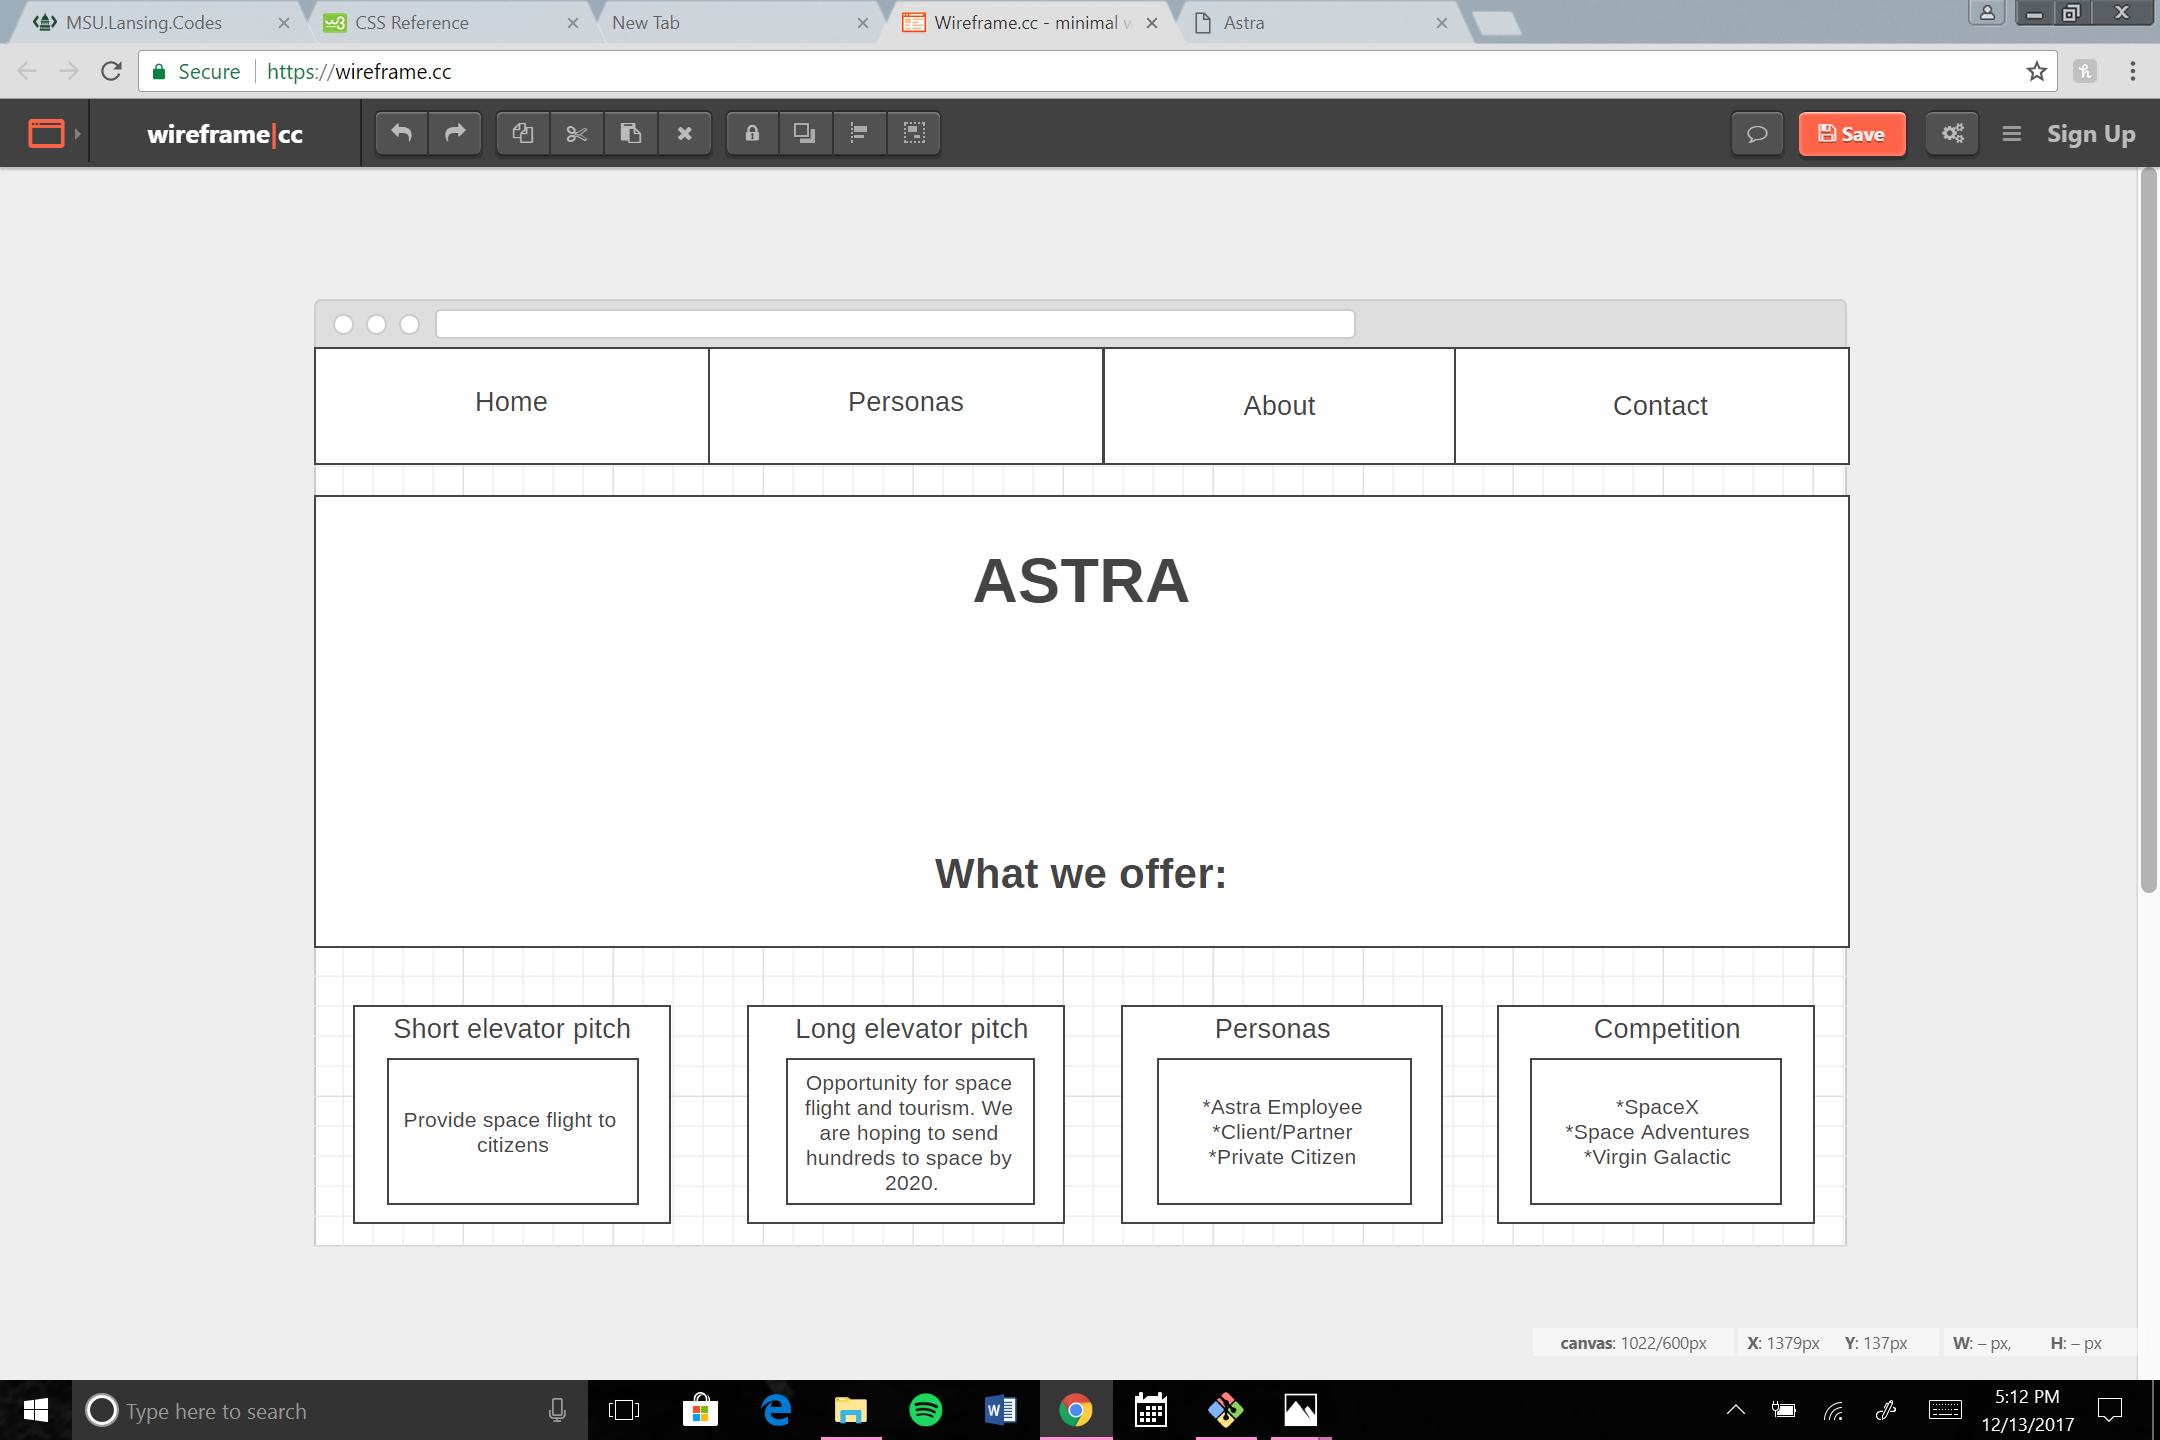 MSU.Lansing.Codes
CSS Reference
New Tab
Wireframe.cc - minimal
Astra
Secure
https://wireframe.cc
wireframe|cc
Save
Sign Up
Home
Personas
About
Contact
ASTRA
What we offer:
Short elevator pitch
Provide space flight to
citizens
Long elevator pitch
Opportunity for space
flight and tourism. We
are hoping to send
hundreds to space by
2020.
Personas
*Astra Employee
*Client/Partner
*Private Citizen
Competition
*SpaceX
*Space Adventures
*Virgin Galactic
canvas: 1022/600px X: 1379px Y: 137px W: – px, H: – px
Type here to search
5:12 PM
12/13/2017